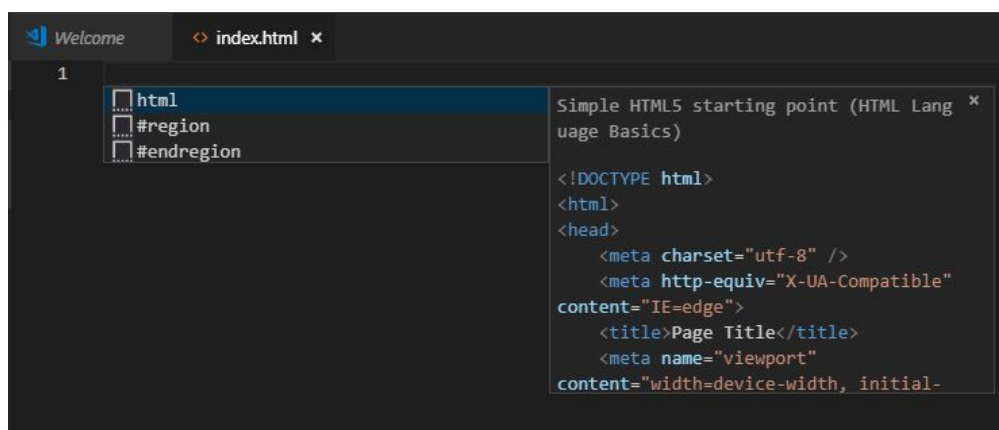 Welcome
index.html ×
1
html
#region
#endregion
Simple HTML5 starting point (HTML Lang ×
uage Basics)
<!DOCTYPE html>
<html>
<head>
    <meta charset="utf-8" />
    <meta http-equiv="X-UA-Compatible"
content="IE=edge">
    <title>Page Title</title>
    <meta name="viewport"
content="width=device-width, initial-